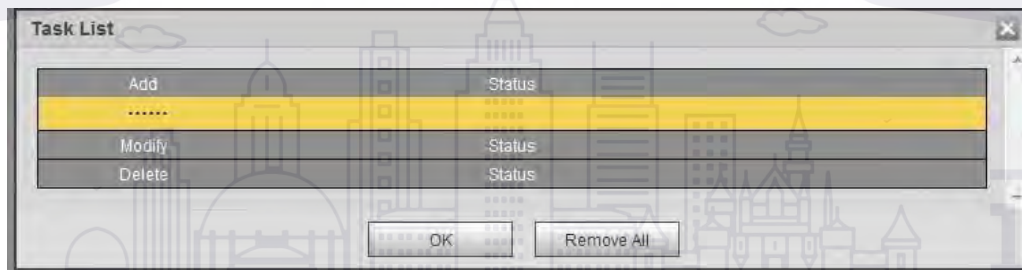 Task List
Add Status
······
Modify Status
Delete Status
OK Remove All